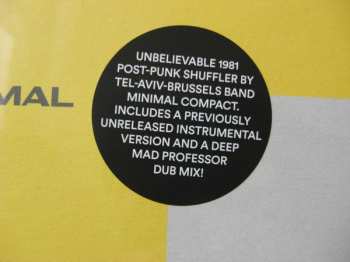 MAL
UNBELIEVABLE 1981
POST-PUNK SHUFFLER BY
TEL-AVIV-BRUSSELS BAND
MINIMAL COMPACT.
INCLUDES A PREVIOUSLY
UNRELEASED INSTRUMENTAL
VERSION AND A DEEP
MAD PROFESSOR
DUB MIX!